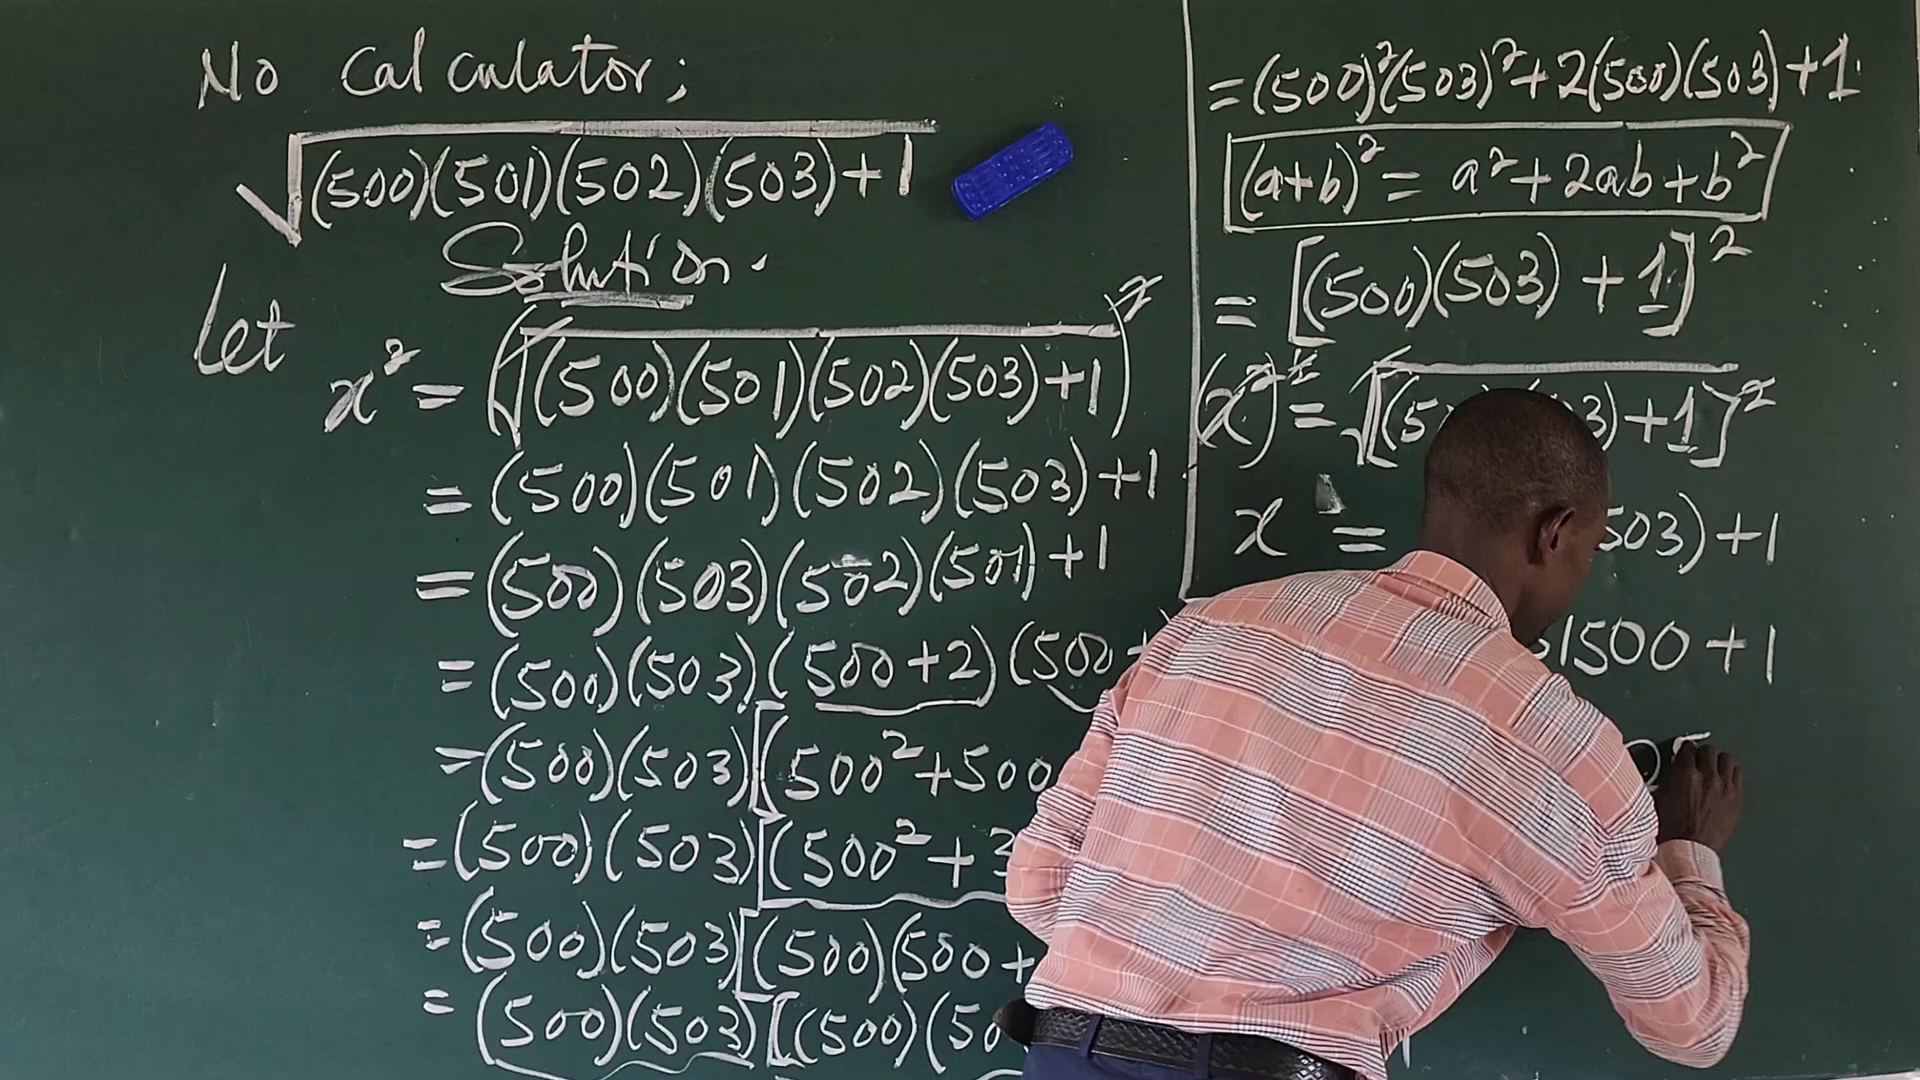 No Calculator;
√(500)(501)(502)(503)+1
Solution.
Let x² = (√(500)(501)(502)(503)+1)²
= (500)(501)(502)(503)+1
= (500)(503)(502)(501)+1
= (500)(503)(500+2)(500
= (500)(503)[(500²+500
= (500)(503)[(500²+3
= (500)(503)[(500)(500+
= (500)(503)[(500)(50
= (500)²(503)²+2(500)(503)+1
(a+b)² = a²+2ab+b²
= [(500)(503)+1]²
(x²) = √[(5 3)+1]²
x = 503)+1
1500+1